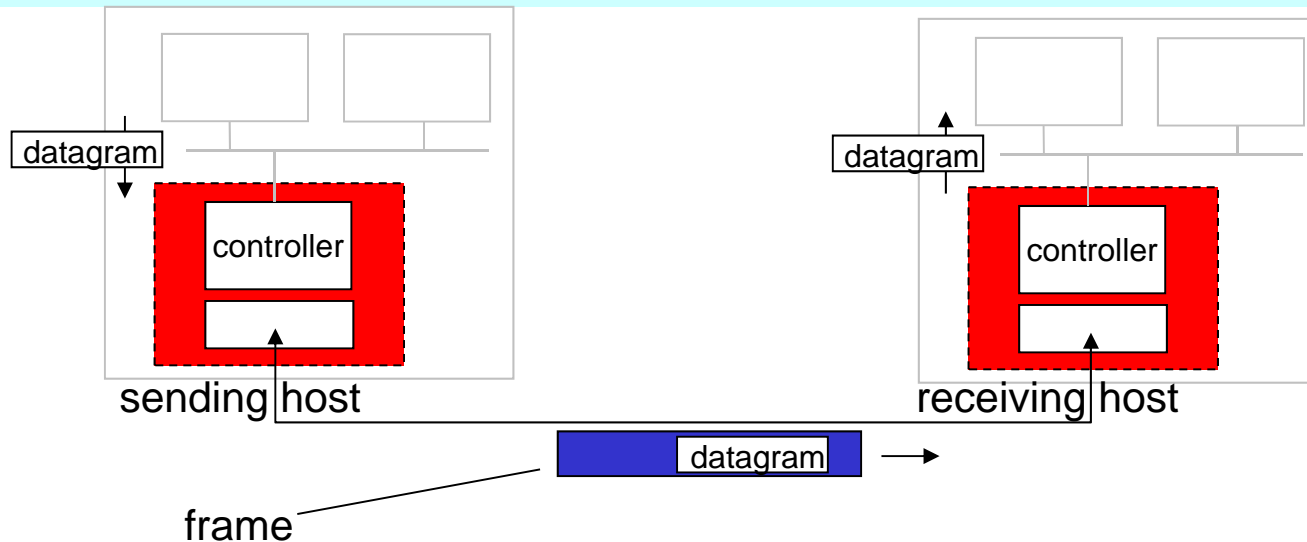 datagram
datagram
controller
controller
sending host
receiving host
datagram
frame